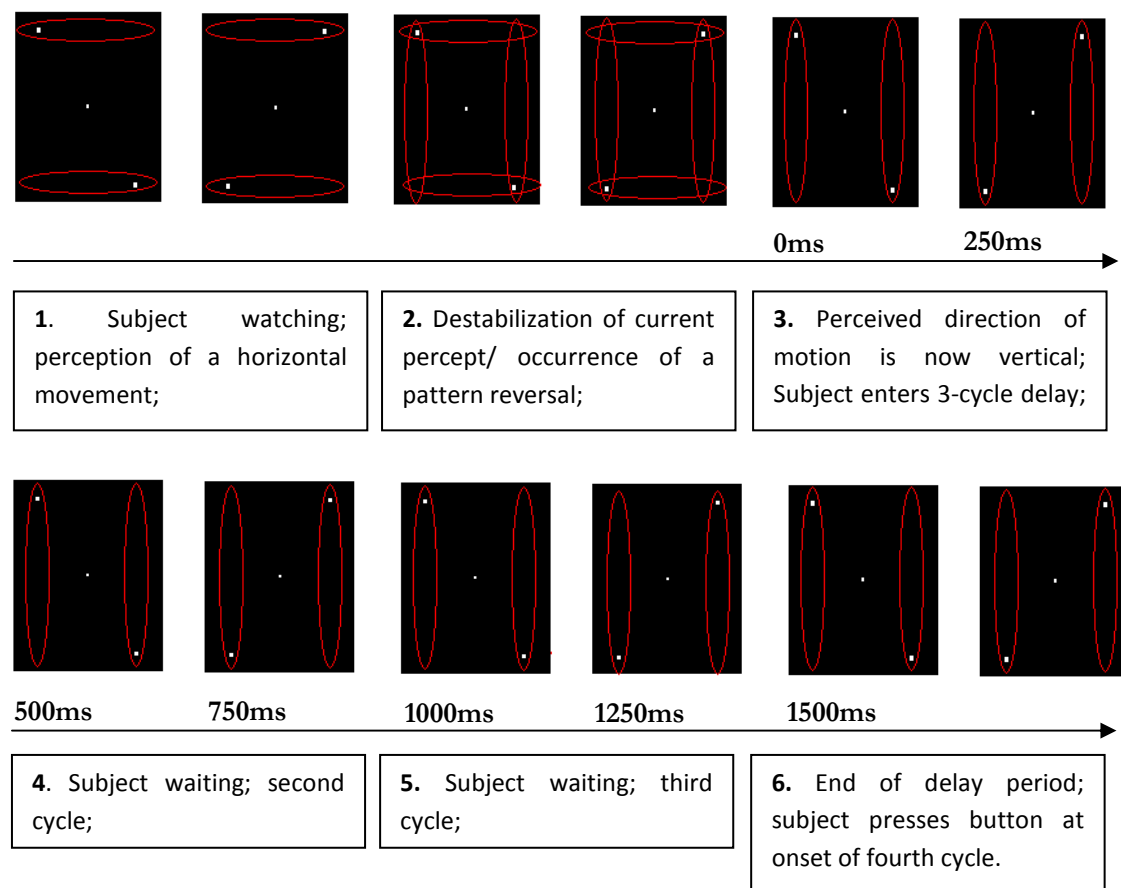 0ms 250ms
1. Subject watching;
perception of a horizontal
movement;
2. Destabilization of current
percept/ occurrence of a
pattern reversal;
3. Perceived direction of
motion is now vertical;
Subject enters 3-cycle delay;
500ms 750ms 1000ms 1250ms 1500ms
4. Subject waiting; second
cycle;
5. Subject waiting; third
cycle;
6. End of delay period;
subject presses button at
onset of fourth cycle.